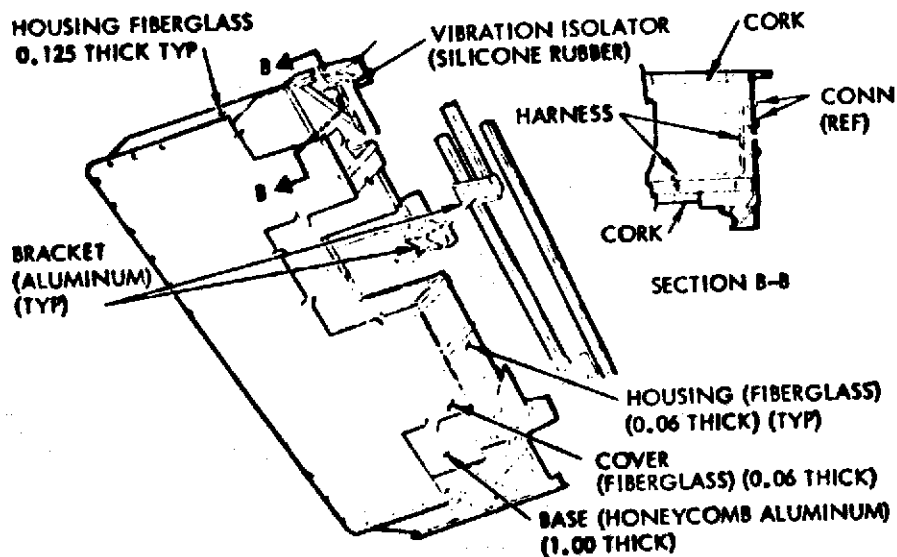 HOUSING FIBERGLASS
0.125 THICK TYP
B
VIBRATION ISOLATOR
(SILICONE RUBBER)
CORK
CONN
(REF)
HARNESS
B
CORK
BRACKET
(ALUMINUM)
(TYP)
SECTION B-B
HOUSING (FIBERGLASS)
(0.06 THICK) (TYP)
COVER
(FIBERGLASS) (0.06 THICK)
BASE (HONEYCOMB ALUMINUM)
(1.00 THICK)